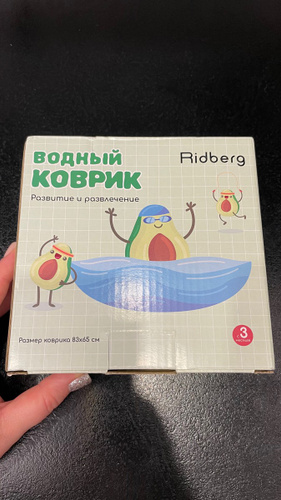 ВОДНЫЙ
КОВРИК
Ridberg
Развитие и развлечение
Размер коврика 83х65 см
3